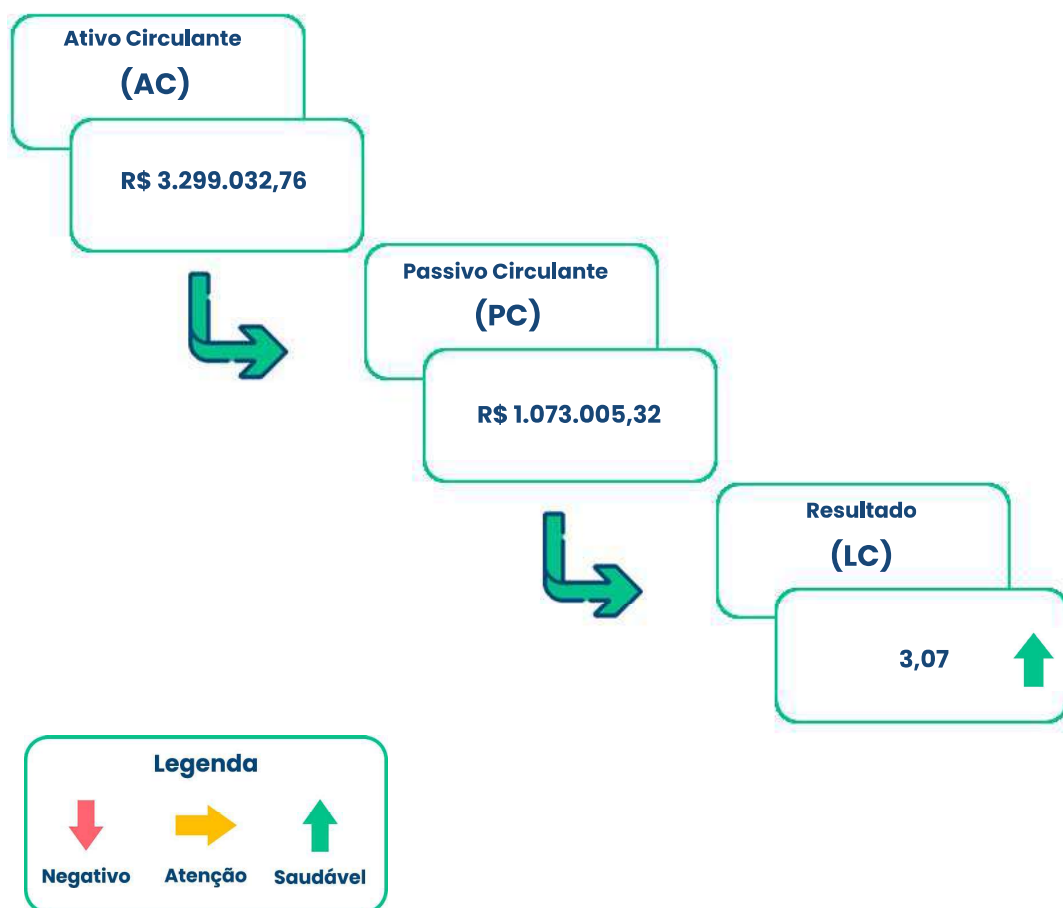 Ativo Circulante
(AC)
R$ 3.299.032,76
Passivo Circulante
(PC)
R$ 1.073.005,32
Resultado
(LC)
3,07
Legenda
Negativo
Atenção
Saudável